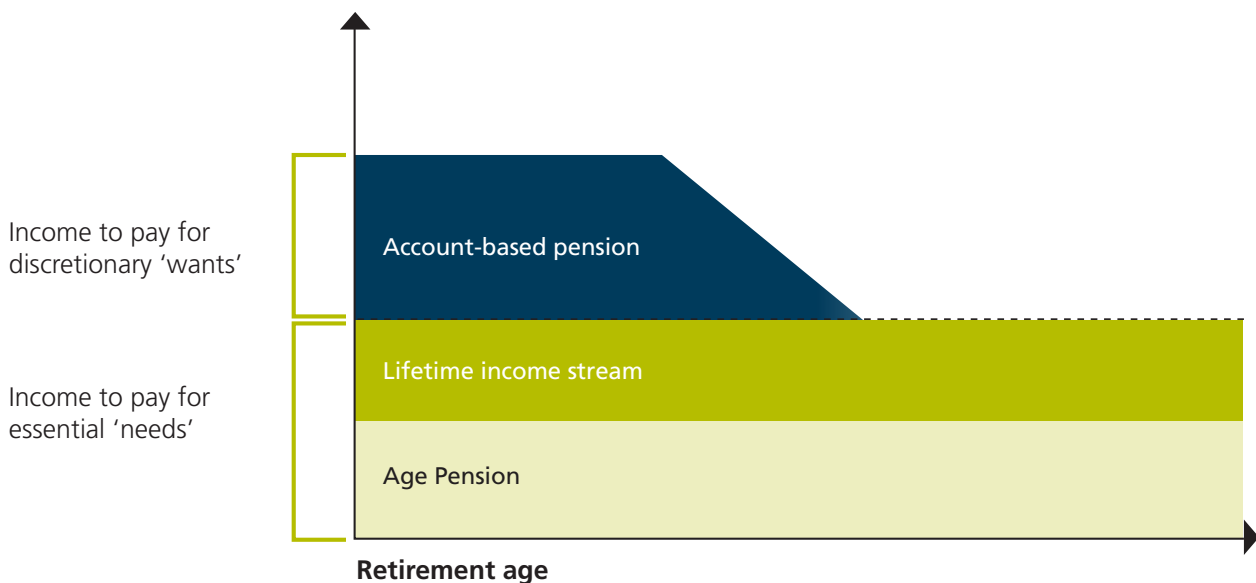 Income to pay for
discretionary ‘wants’
Account-based pension
Lifetime income stream
Income to pay for
essential ‘needs’
Age Pension
Retirement age